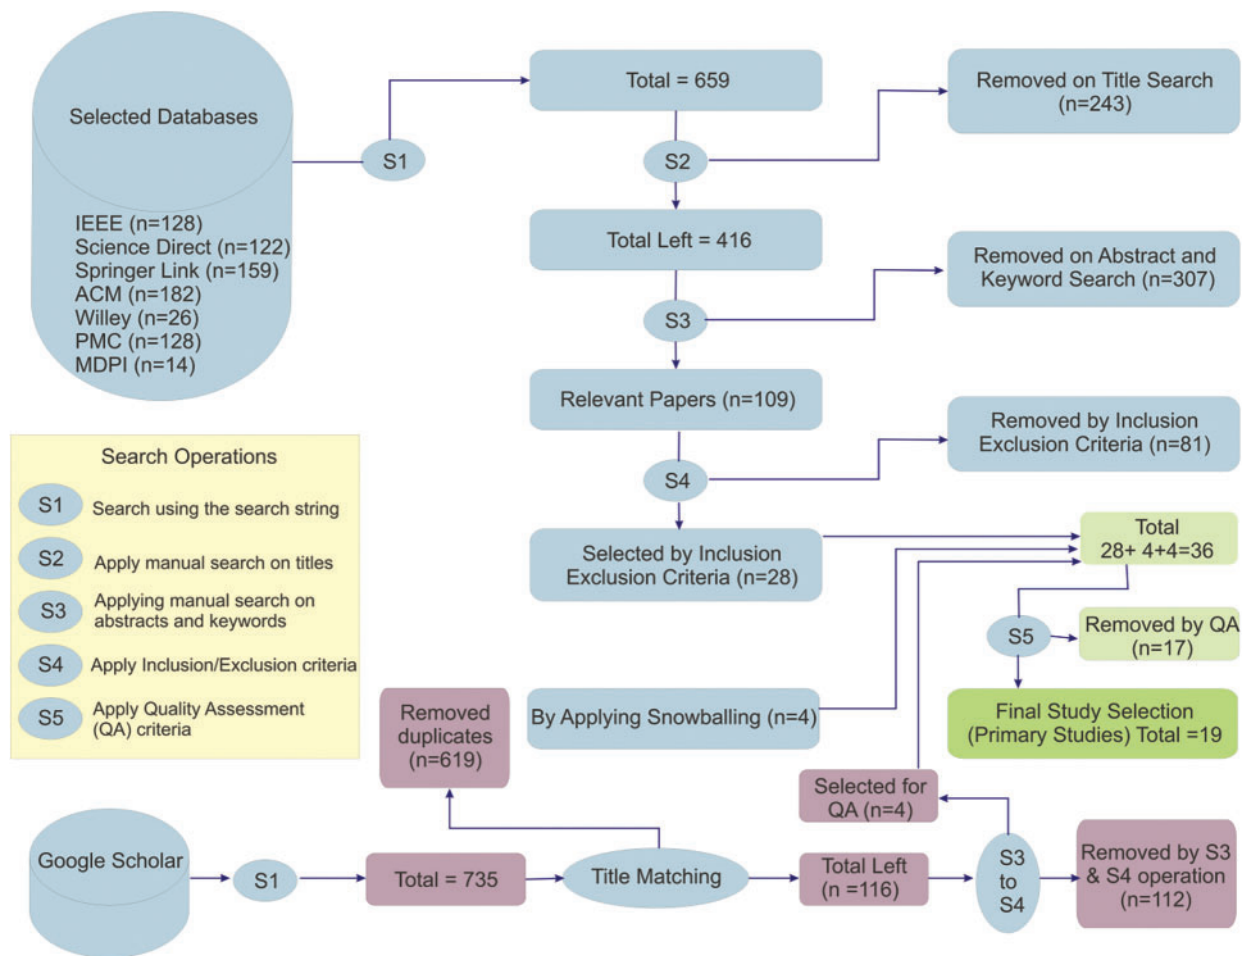 Selected Databases
IEEE (n=128)
Science Direct (n=122)
Springer Link (n=159)
ACM (n=182)
Willey (n=26)
PMC (n=128)
MDPI (n=14)
S1
Total = 659
S2
Removed on Title Search
(n=243)
Total Left = 416
S3
Removed on Abstract and
Keyword Search (n=307)
Relevant Papers (n=109)
S4
Removed by Inclusion
Exclusion Criteria (n=81)
Selected by Inclusion
Exclusion Criteria (n=28)
Total
28+ 4+4=36
S5
Removed by QA
(n=17)
Final Study Selection
(Primary Studies) Total =19
By Applying Snowballing (n=4)
Search Operations
S1
Search using the search string
S2
Apply manual search on titles
S3
Applying manual search on
abstracts and keywords
S4
Apply Inclusion/Exclusion criteria
S5
Apply Quality Assessment
(QA) criteria
Removed
duplicates
(n=619)
Selected for
QA (n=4)
Google Scholar
S1
Total = 735
Title Matching
Total Left
(n =116)
S3
to
S4
Removed by S3
& S4 operation
(n=112)